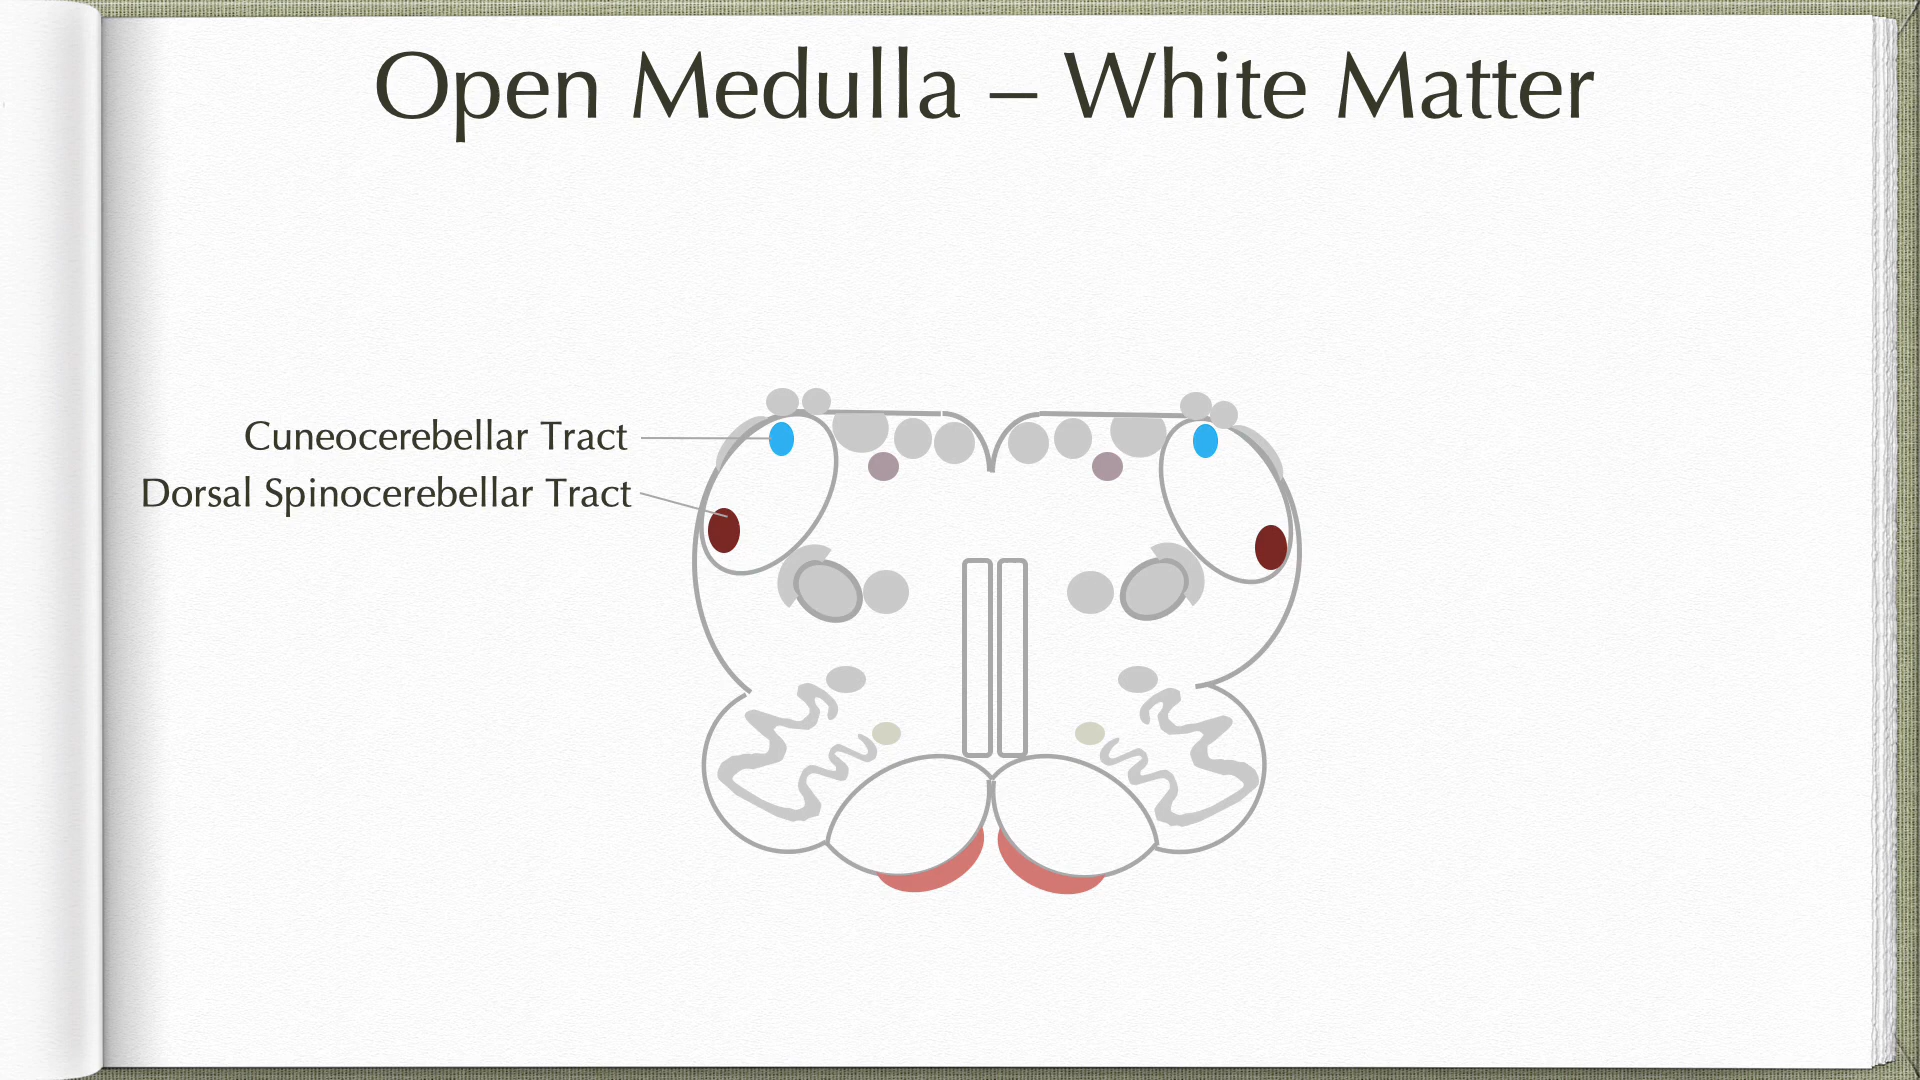 Open Medulla – White Matter
Cuneocerebellar Tract
Dorsal Spinocerebellar Tract